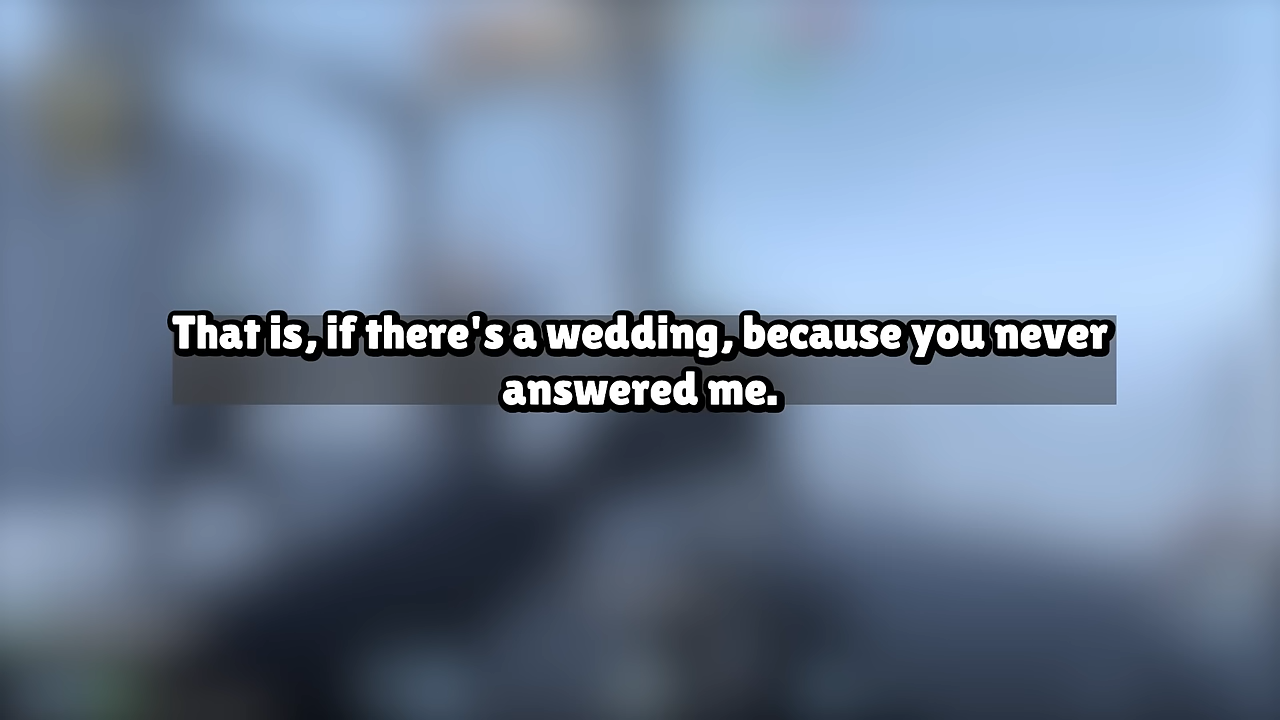 That is, if there's a wedding, because you never
answered me.